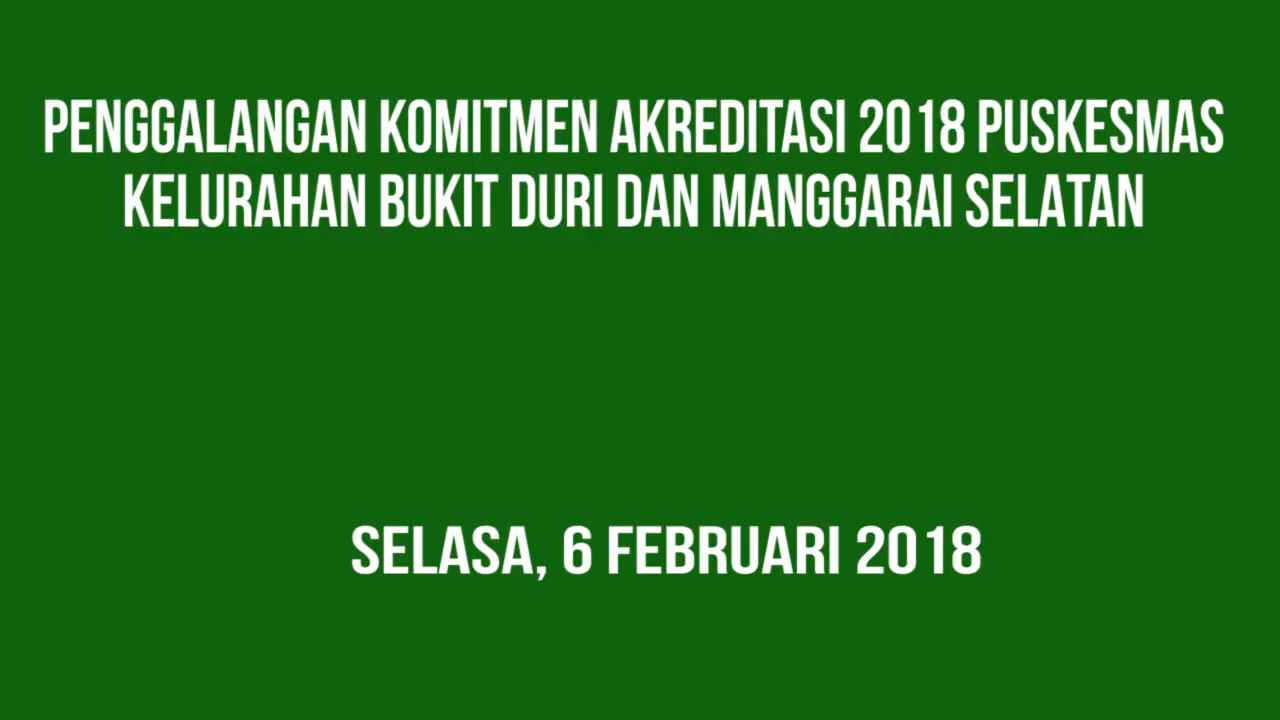 PENGGALANGAN KOMITMEN AKREDITASI 2018 PUSKESMAS
KELURAHAN BUKIT DURI DAN MANGGARAI SELATAN
SELASA, 6 FEBRUARI 2018